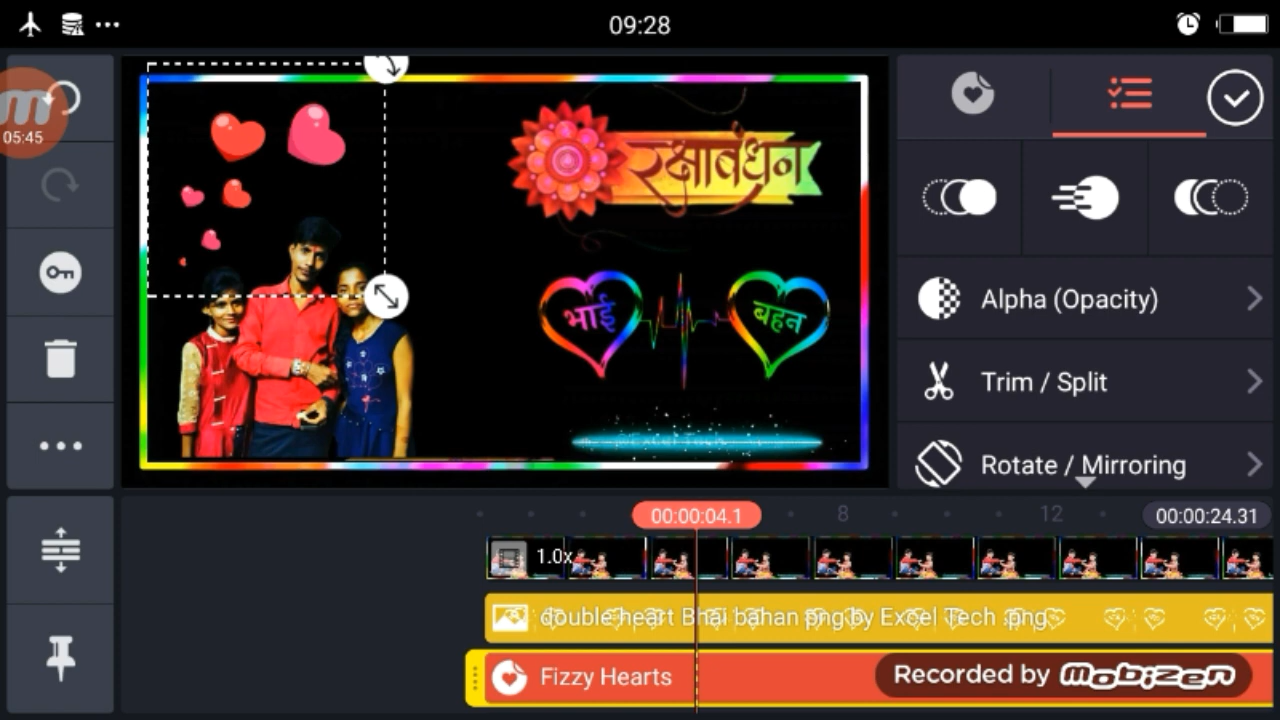 09:28
05:45
रक्षाबंधन
भाई
बहन
Excel Tech
Alpha (Opacity)
Trim / Split
Rotate / Mirroring
00:00:04.1
8
12
00:00:24.31
1.0x
double heart Bhai bahan png by Excel Tech .png
Fizzy Hearts
Recorded by mobizen